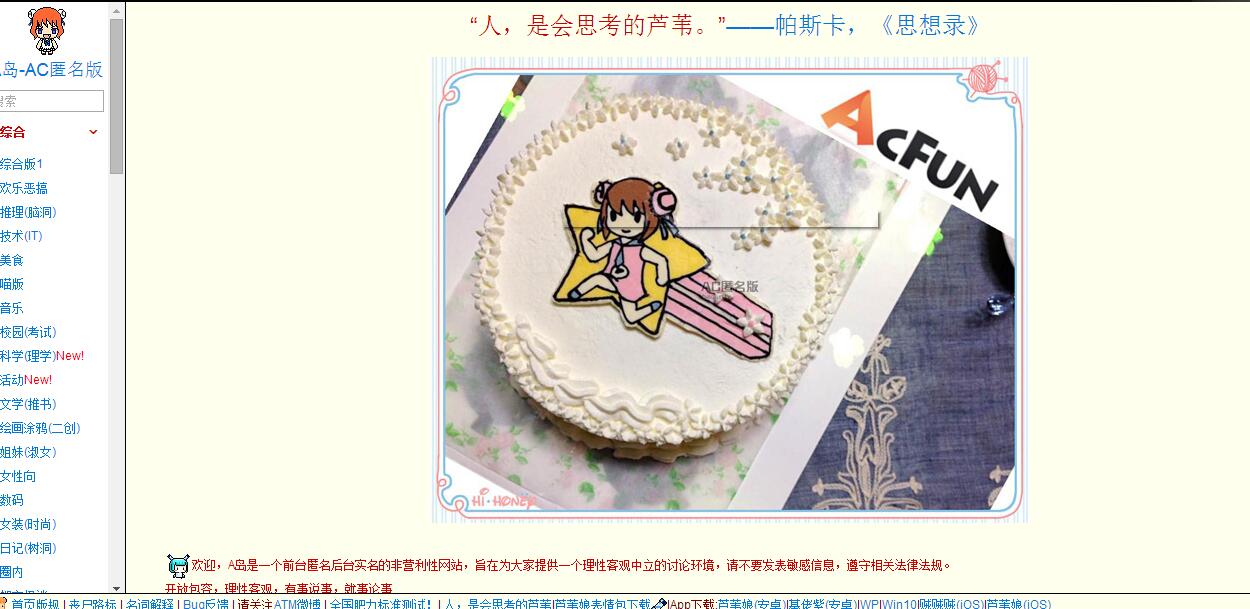 岛-AC匿名版
搜索
综合
综合版1
欢乐恶搞
推理(脑洞)
技术(IT)
美食
喵版
音乐
校园(考试)
科学(理学)New!
活动New!
文学(推书)
绘画涂鸦(二创)
姐妹(淑女)
女性向
数码
女装(时尚)
日记(树洞)
圈内
“人，是会思考的芦苇。”——帕斯卡，《思想录》
ACFUN
AC匿名版
Hi·HONEY
欢迎，A岛是一个前台匿名后台实名的非营利性网站，旨在为大家提供一个理性客观中立的讨论环境，请不要发表敏感信息，遵守相关法律法规。
开放包容，理性客观，有事说事，就事论事
首页版规 | 丧尸路标 | 名词解释 | Bug反馈 | 请关注ATM微博 | 全国肥力标准测试！ | 人，是会思考的芦苇|芦苇娘表情包下载|App下载:芦苇娘(安卓)|基佬紫(安卓)|WP|Win10|贼贼贼(iOS)|芦苇娘(iOS)